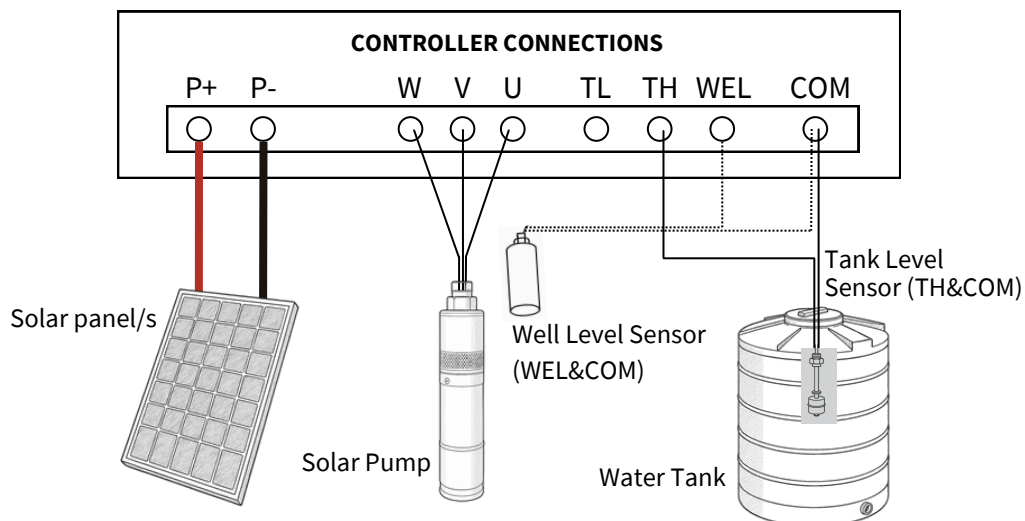 CONTROLLER CONNECTIONS
P+ P- W V U TL TH WEL COM
Tank Level
Sensor (TH&COM)
Solar panel/s
Well Level Sensor
(WEL&COM)
Solar Pump
Water Tank